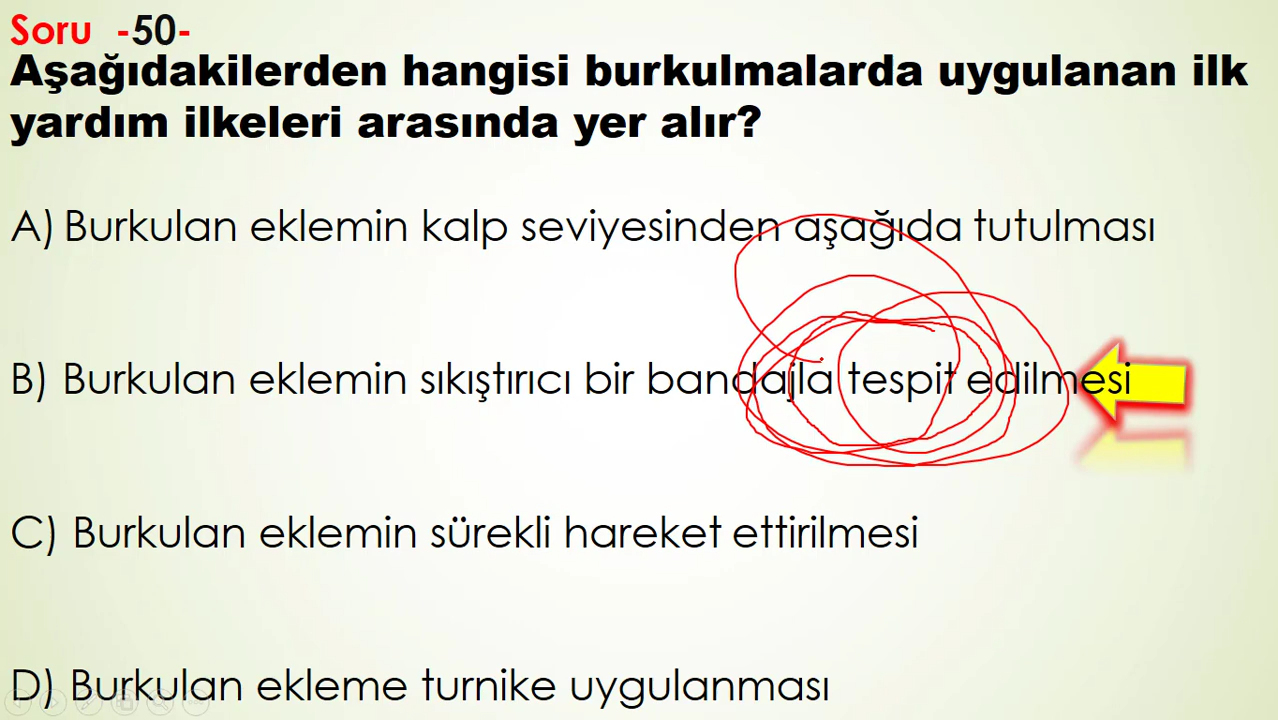 Soru -50-
Aşağıdakilerden hangisi burkulmalarda uygulanan ilk
yardım ilkeleri arasında yer alır?
A) Burkulan eklemin kalp seviyesinden aşağıda tutulması
B) Burkulan eklemin sıkıştırıcı bir bandajla tespit edilmesi
C) Burkulan eklemin sürekli hareket ettirilmesi
D) Burkulan ekleme turnike uygulanması